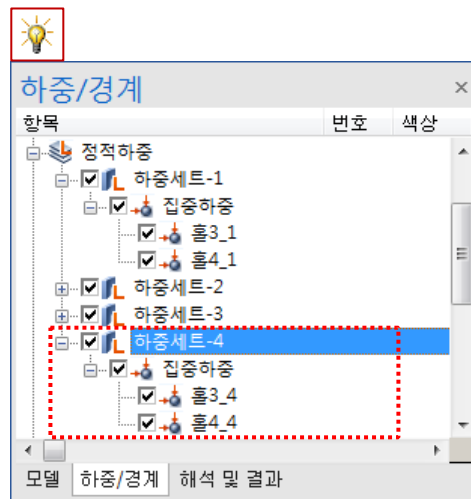 하중/경계
항목 번호 색상
정적하중
하중세트-1
집중하중
홀3_1
홀4_1
하중세트-2
하중세트-3
하중세트-4
집중하중
홀3_4
홀4_4
모델 하중/경계 해석 및 결과